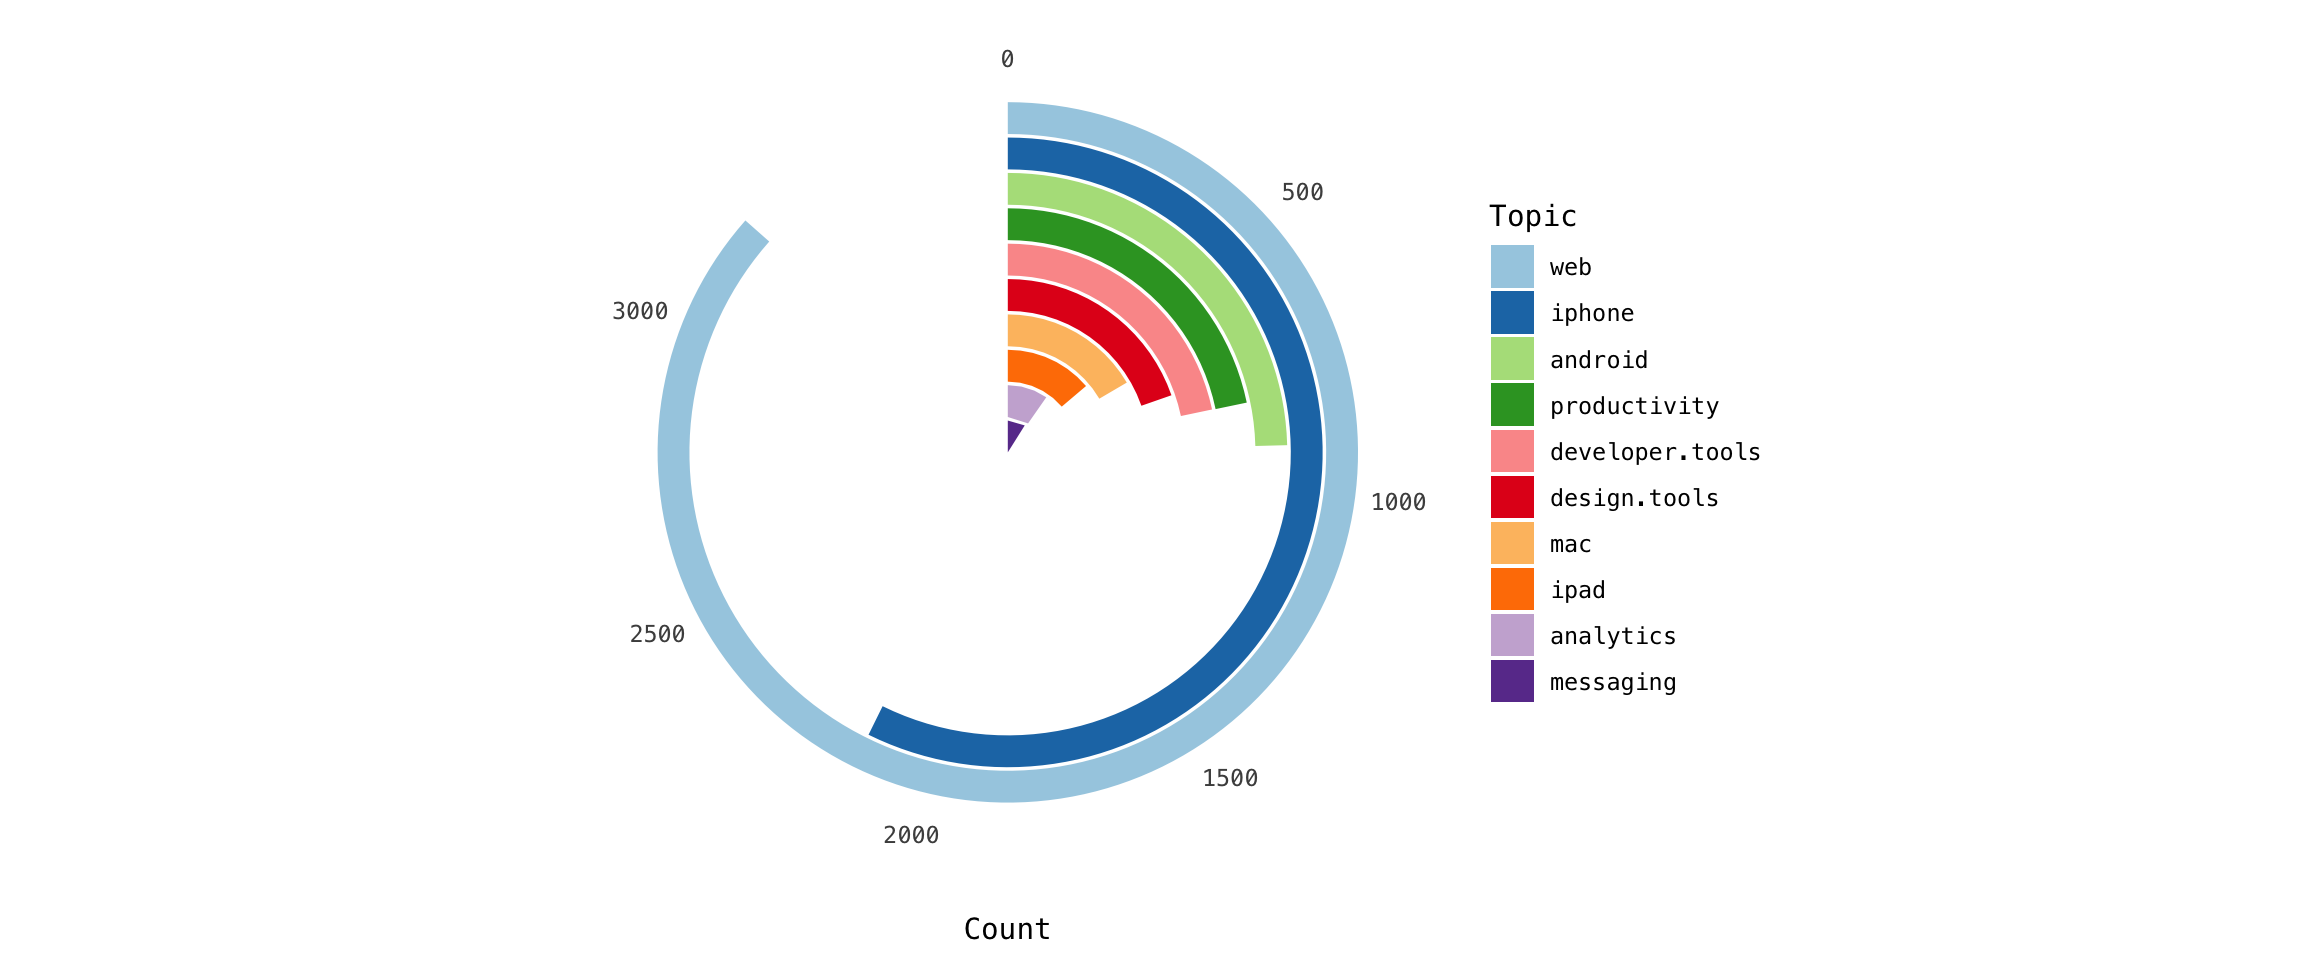 0
500
3000
1000
2500
1500
2000
Count
Topic
web
iphone
android
productivity
developer.tools
design.tools
mac
ipad
analytics
messaging